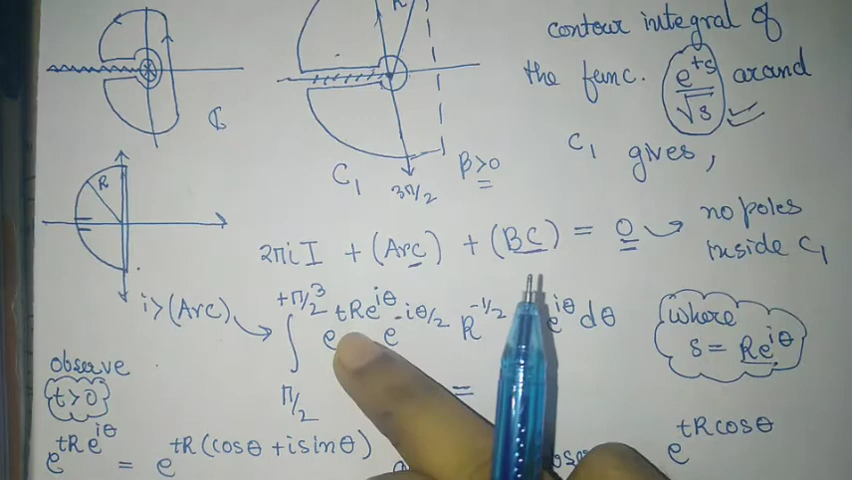 contour integral of
the func. e^{ts}/√s around
C₁ gives,
R
C₁
β>0
3π/2
ℂ
R
2πiI + (Arc) + (BC) = 0 → no poles
inside C₁
i>(Arc)
∫_{π/2}^{+π/2 3} e^{tRe^{iθ}} e^{-iθ/2} R^{-1/2} e^{iθ} dθ
where
s = Re^{iθ}
=
observe
t>0
e^{tRe^{iθ}} = e^{tR(cosθ + isinθ)}
e^{tRcosθ}